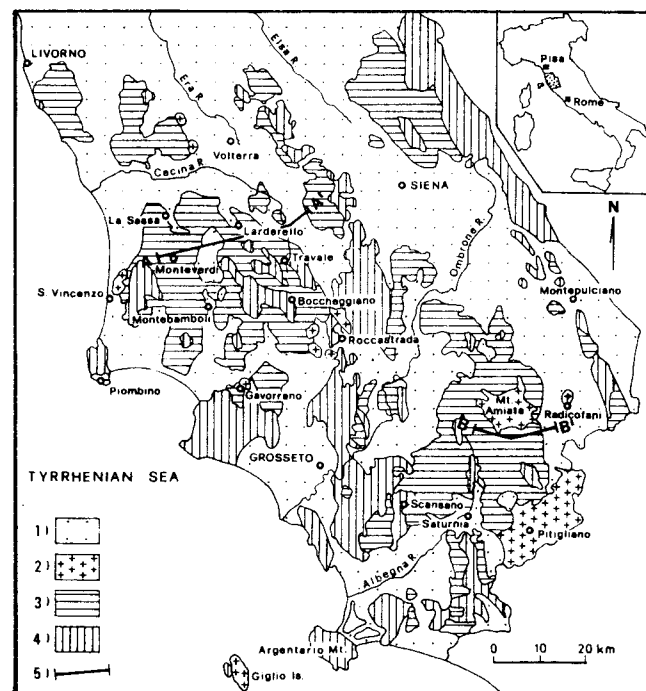 LIVORNO
Era R.
Elsa R.
Pisa
Rome
Volterra
Cecina R.
SIENA
Ombrone R.
N
La Sassa
Larderello
A'
A
Monteverdi
Travale
S. Vincenzo
Montebamboli
Boccheggiano
Montepulciano
Roccastrada
Piombino
Gavorrano
Mt. Amiata
Radicofani
B
B'
GROSSETO
TYRRHENIAN SEA
Scansano
Saturnia
Pitigliano
Albegna R.
1)
2)
3)
4)
5)
Argentario Mt.
Giglio Is.
0 10 20 km